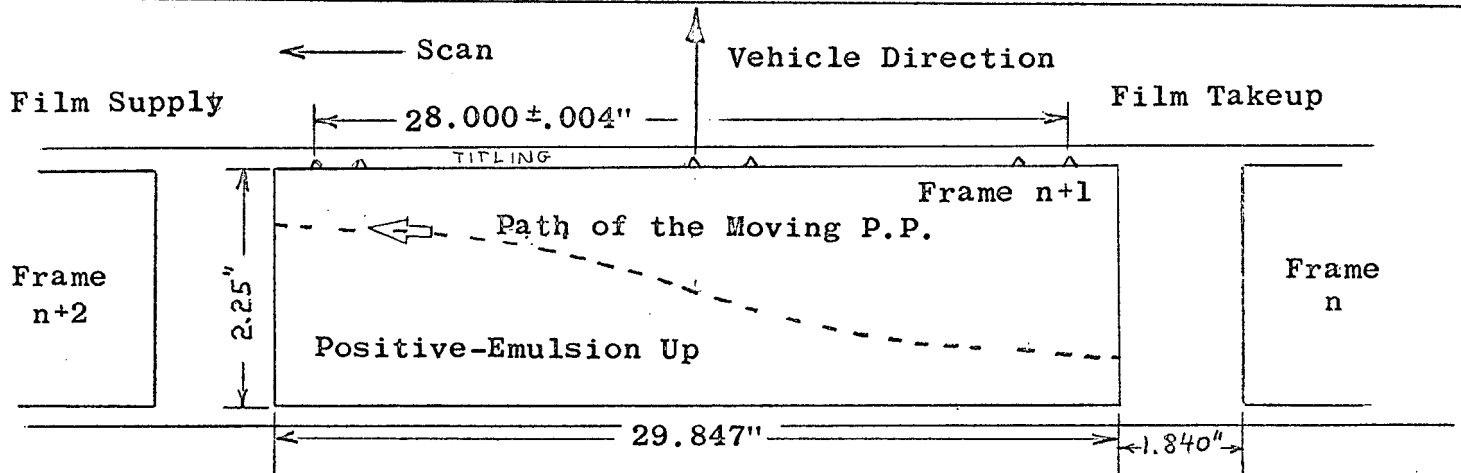 Scan
Vehicle Direction
Film Supply
Film Takeup
28.000 ±.004"
TITLING
Frame n+1
Path of the Moving P.P.
Frame
n+2
2.25"
Frame
n
Positive-Emulsion Up
29.847"
1.840"